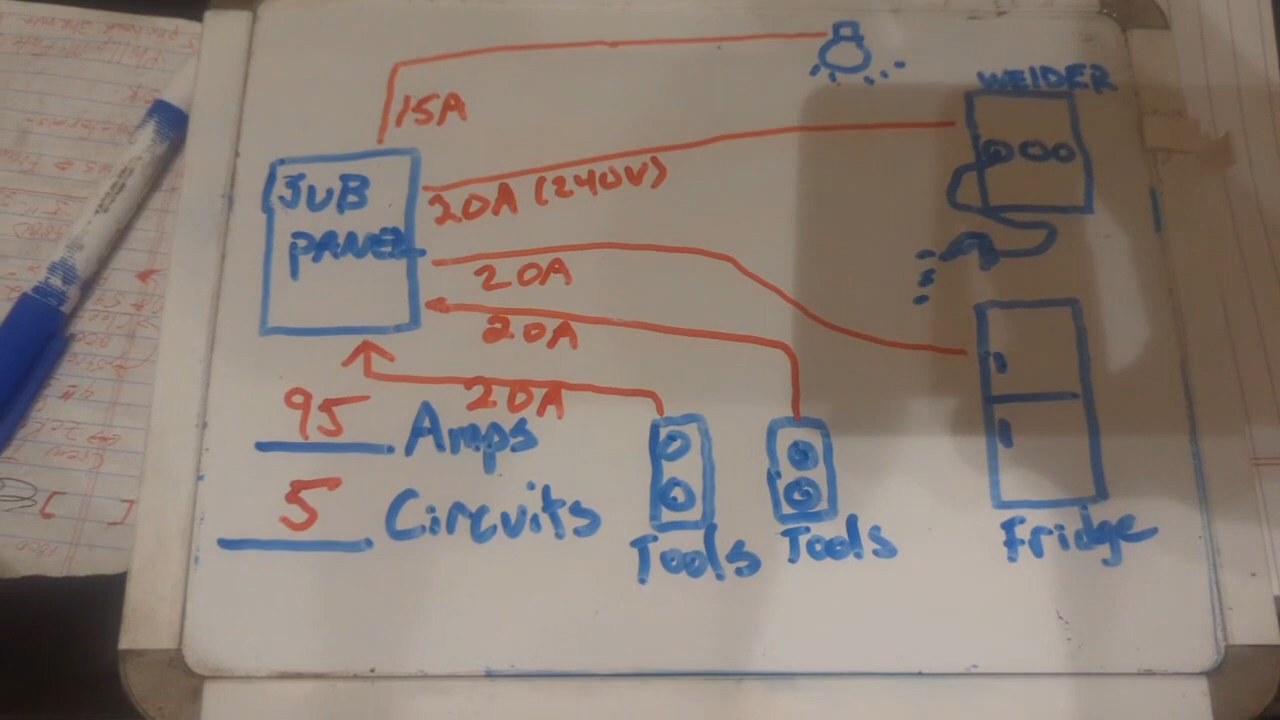 15A
WELDER
SUB
PANEL
20A (240V)
20A
20A
20A
95 Amps
5 Circuits
Tools
Tools
Fridge